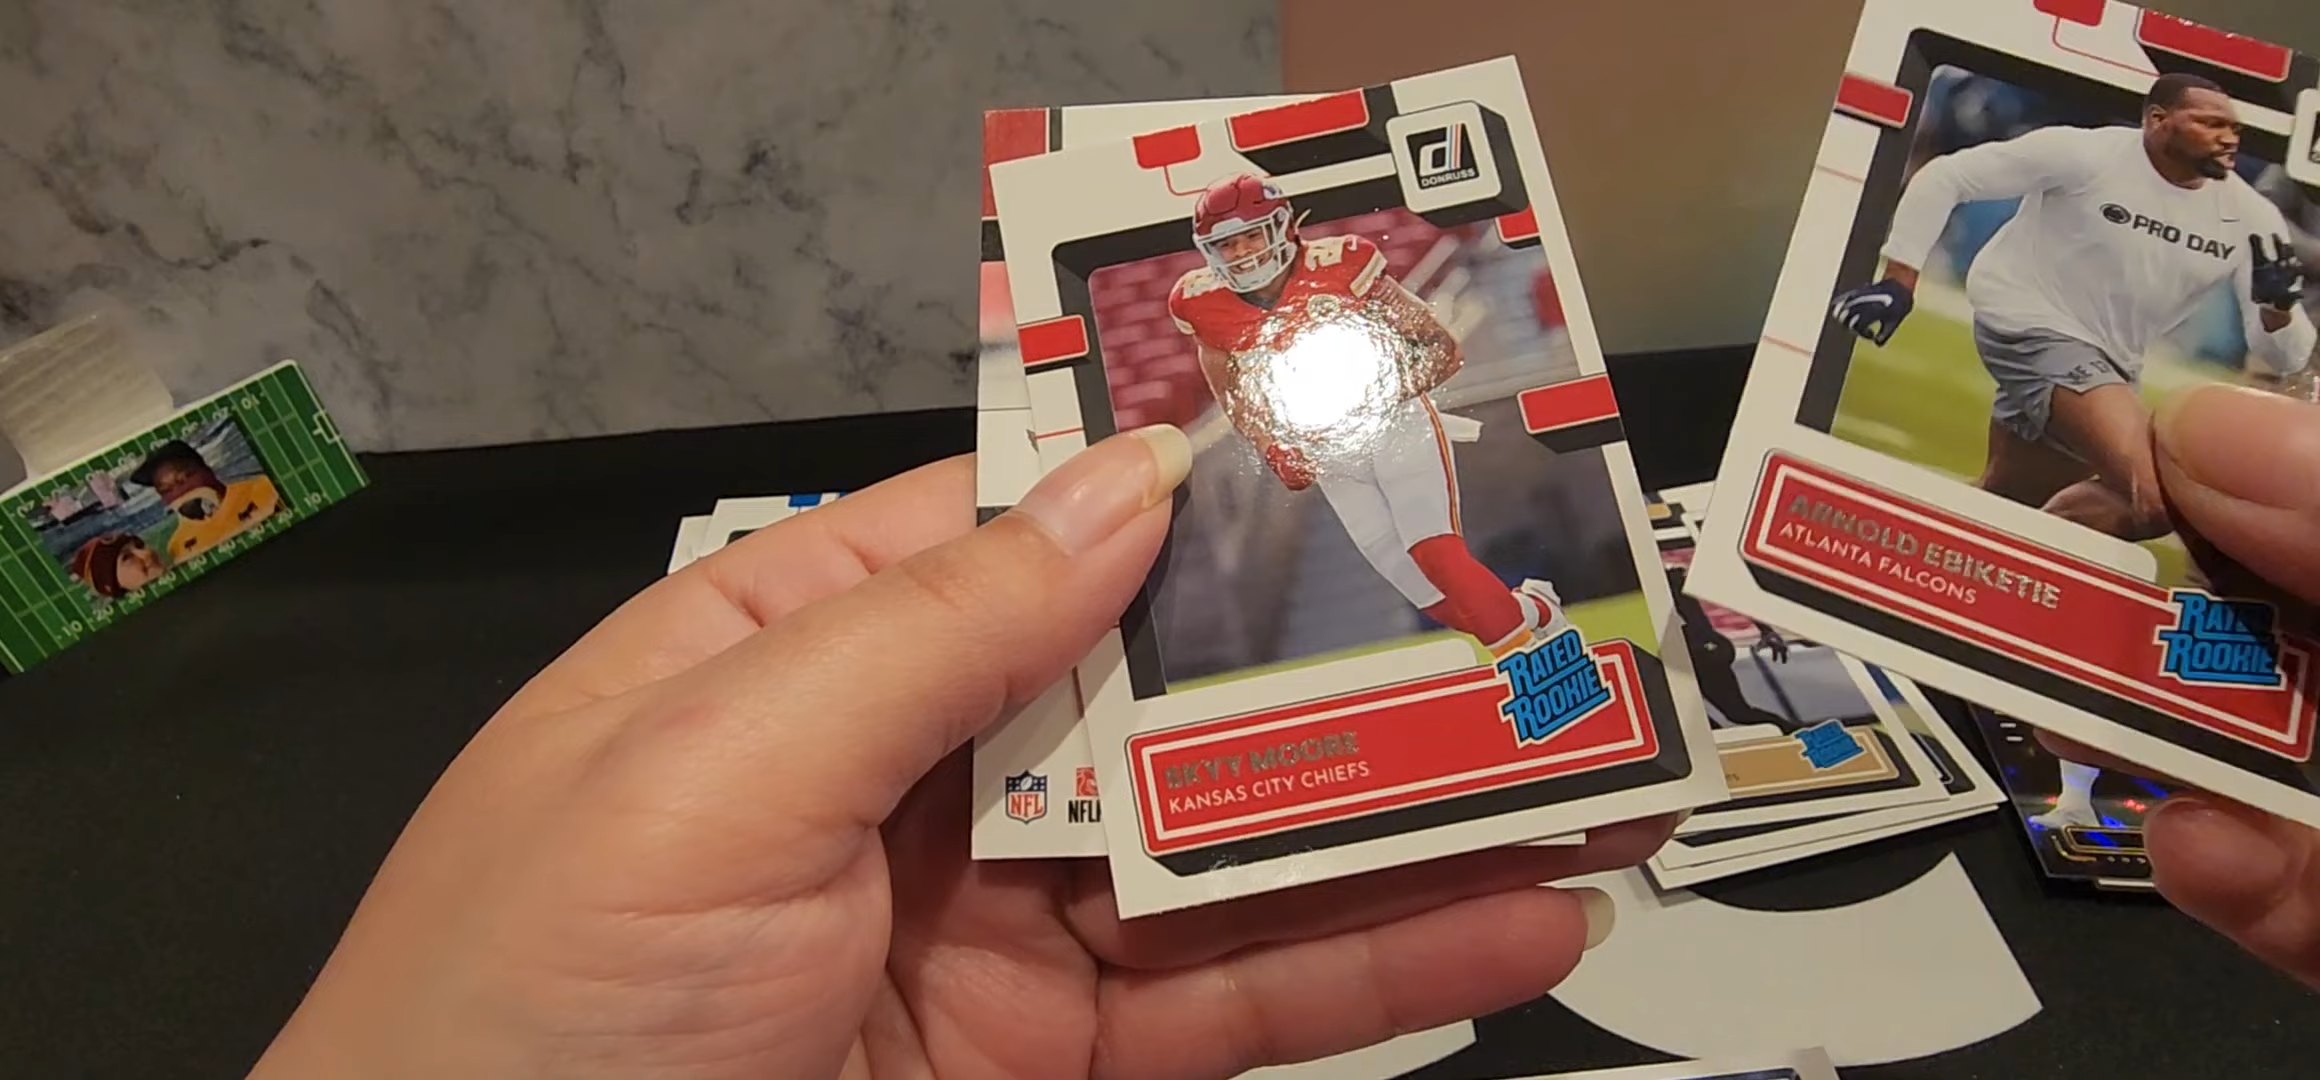 DONRUSS
SKYY MOORE
KANSAS CITY CHIEFS
RATED
ROOKIE
NFL
PRO DAY
ARNOLD EBIKETIE
ATLANTA FALCONS
RATED
ROOKIE